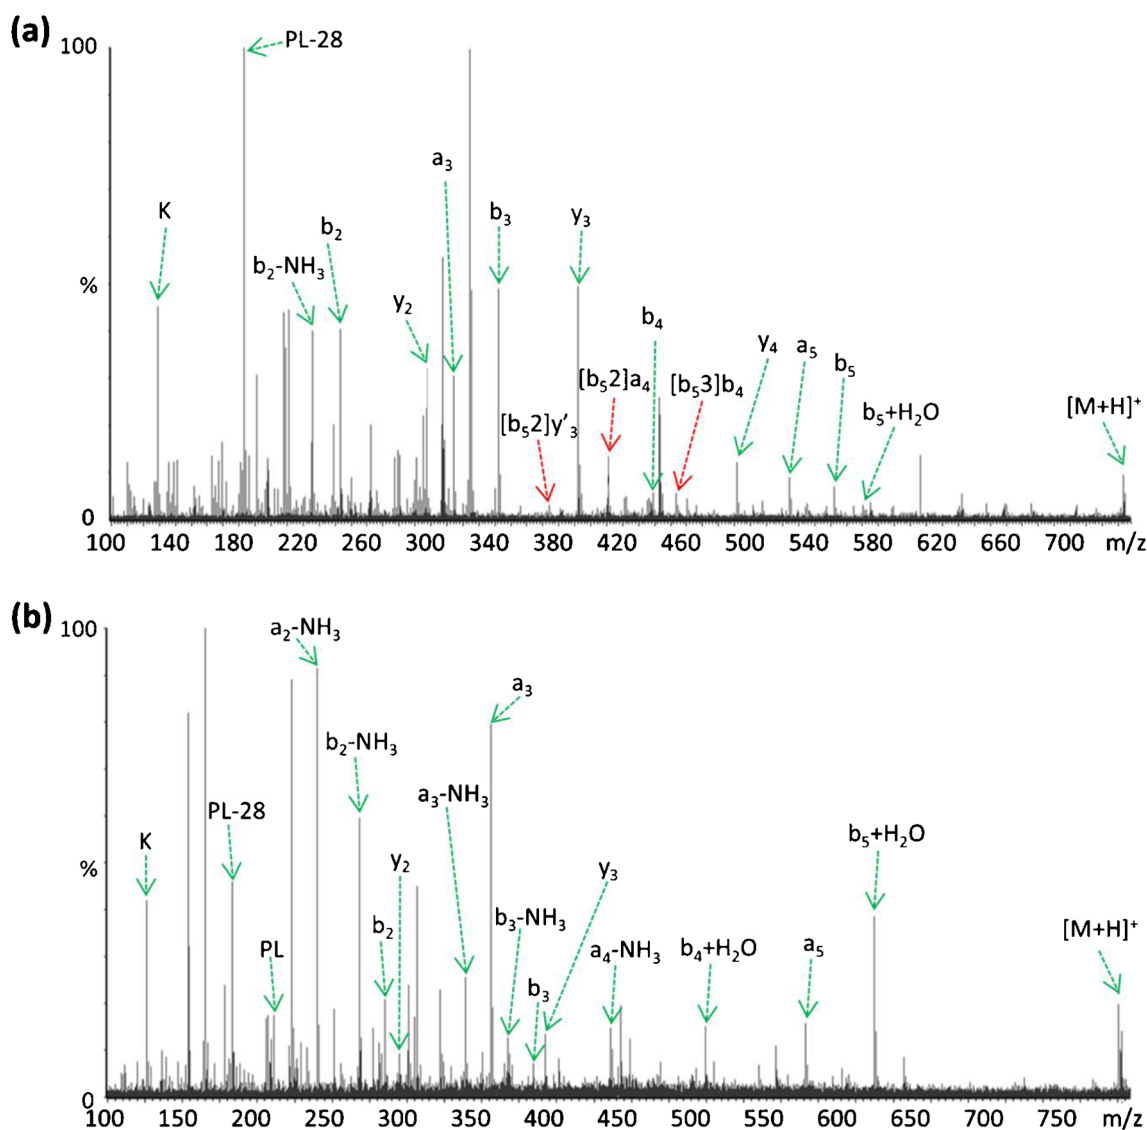 (a)
100
PL-28
a₃
K
b₂
b₃
y₃
b₂-NH₃
%
y₂
b₄
y₄
a₅
b₅
[b₅2]a₄
[b₅3]b₄
[b₅2]y′₃
b₅+H₂O
[M+H]⁺
0
100 140 180 220 260 300 340 380 420 460 500 540 580 620 660 700 m/z
(b)
100
a₂-NH₃
a₃
b₂-NH₃
a₃-NH₃
PL-28
K
b₅+H₂O
%
y₂
y₃
b₂
b₃-NH₃
PL
a₄-NH₃
b₄+H₂O
a₅
[M+H]⁺
b₃
0
100 150 200 250 300 350 400 450 500 550 600 650 700 750 m/z